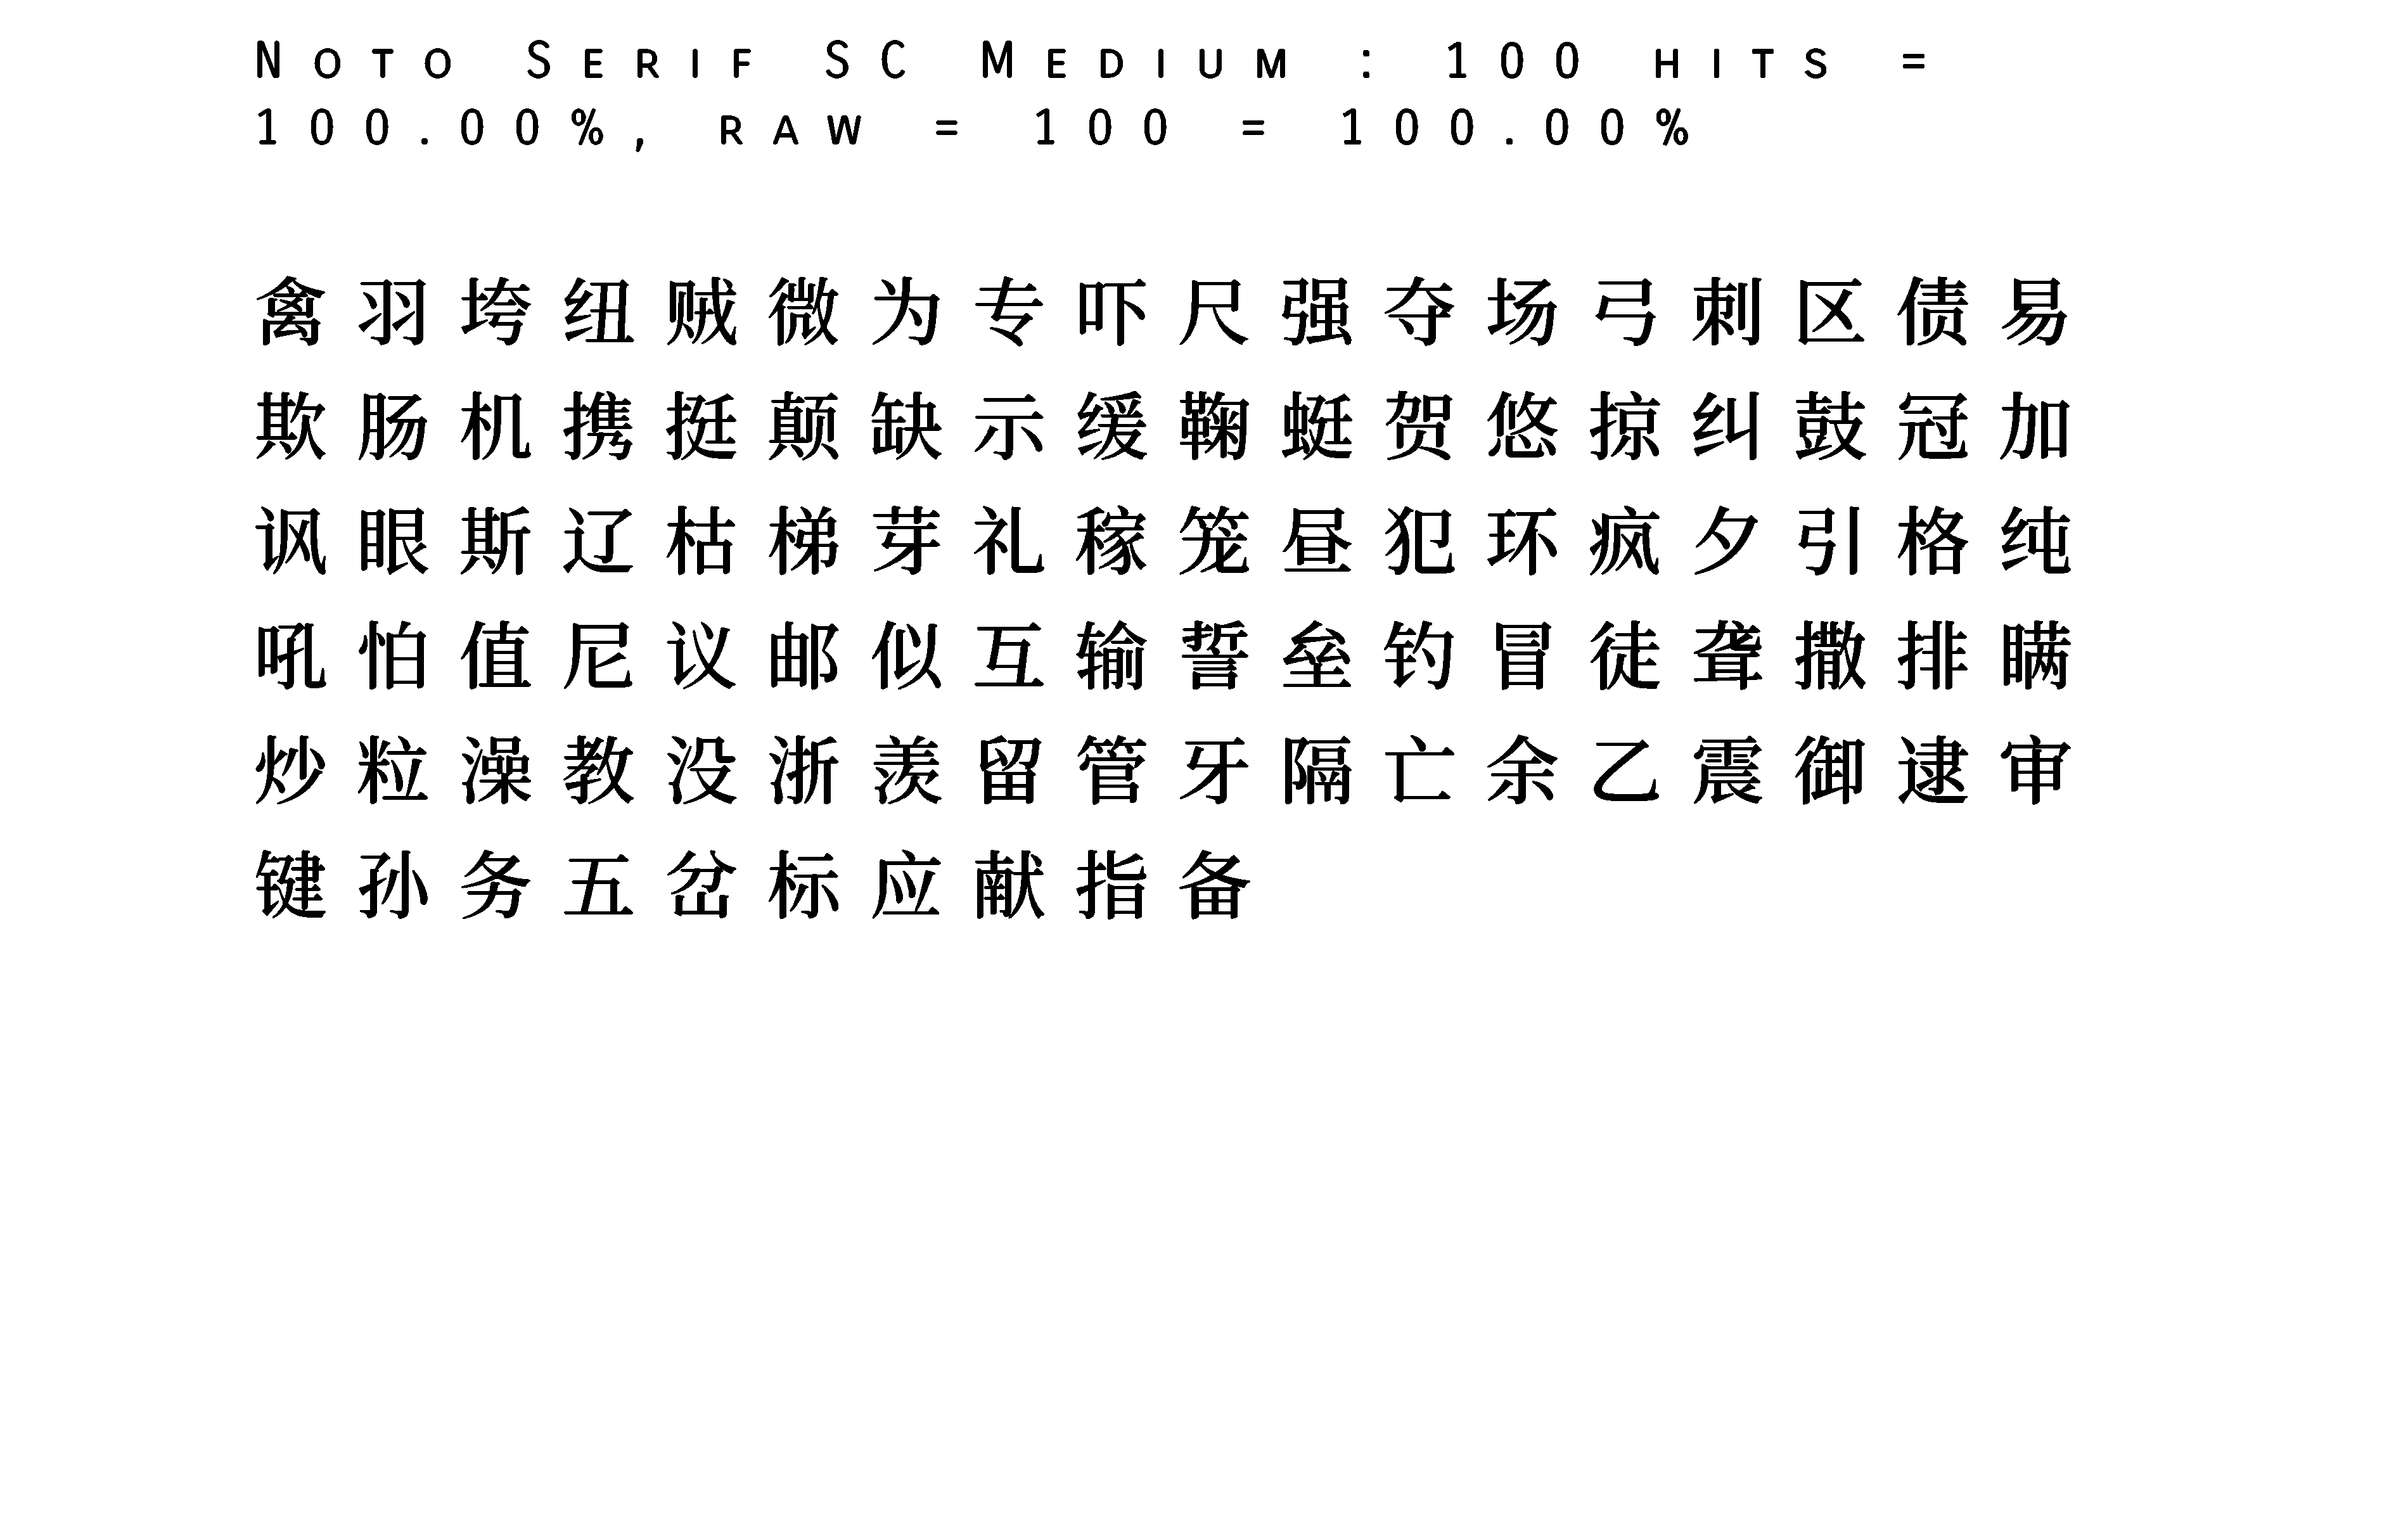 Noto Serif SC Medium : 100 hits =
100.00%, raw = 100 = 100.00%
禽羽垮纽贼微为专吓尺强夺场弓刺区债易
欺肠机携挺颠缺示缓鞠蜓贺悠掠纠鼓冠加
讽眼斯辽枯梯芽礼稼笼昼犯环疯夕引格纯
吼怕值尼议邮似互输誓垒钓冒徒聋撒排瞒
炒粒澡教没浙羡留管牙隔亡余乙震御逮审
键孙务五岔标应献指备